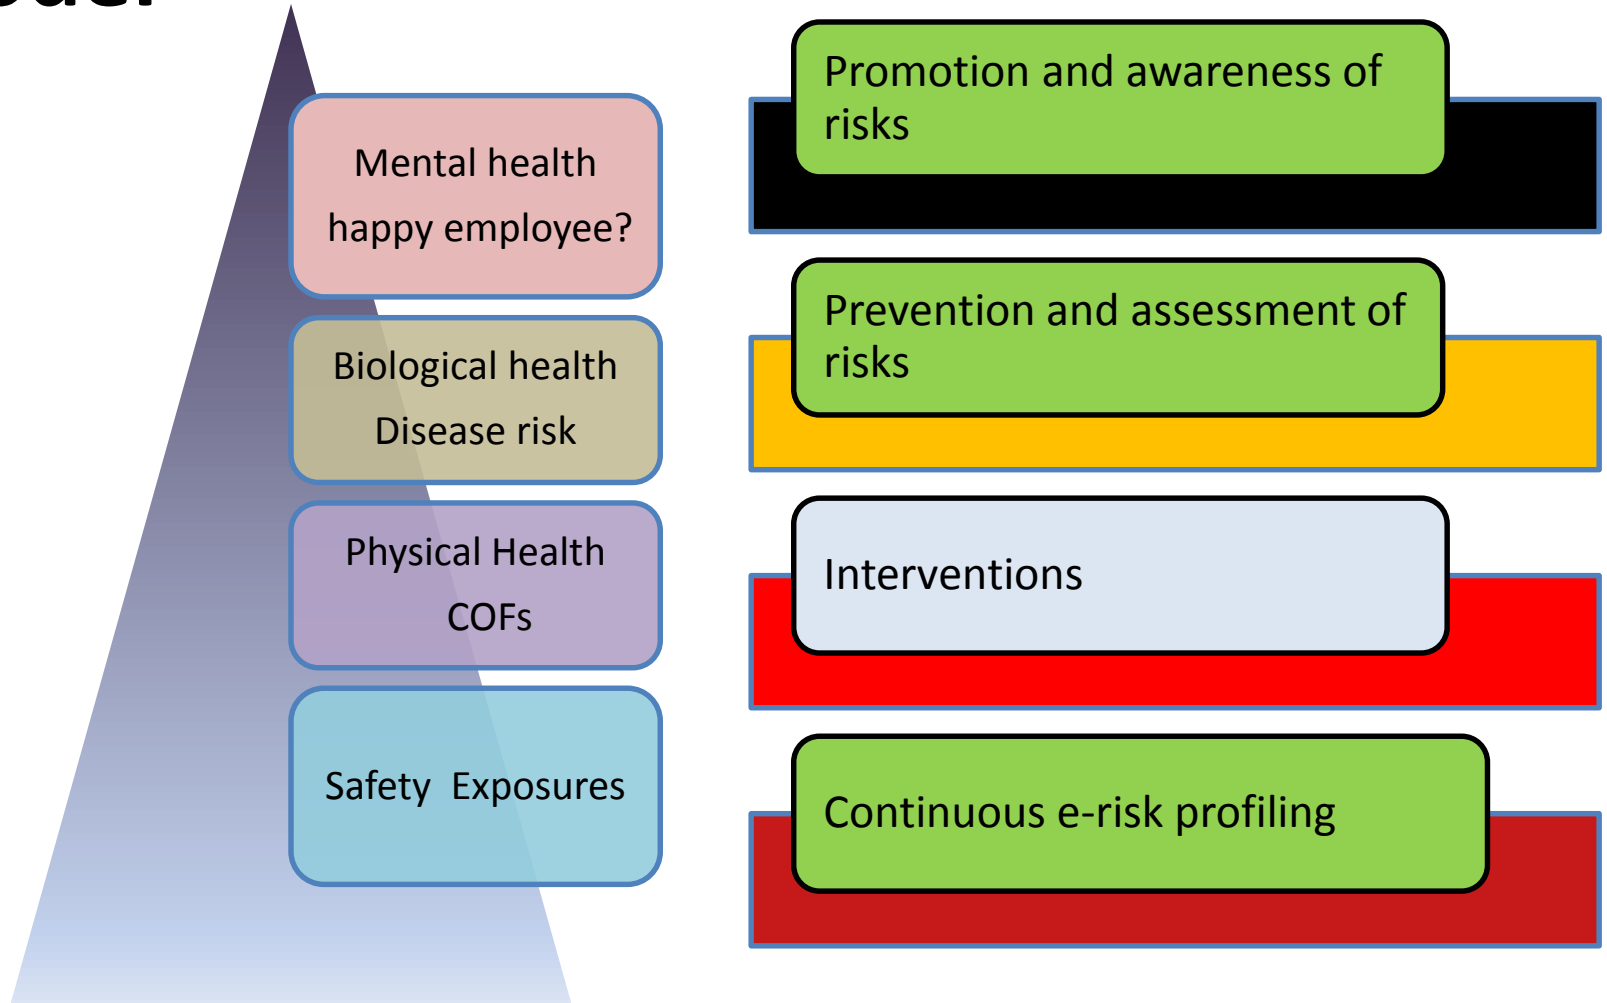 Mental health
happy employee?
Biological health
Disease risk
Physical Health
COFs
Safety  Exposures
Promotion and awareness of
risks
Prevention and assessment of
risks
Interventions
Continuous e-risk profiling